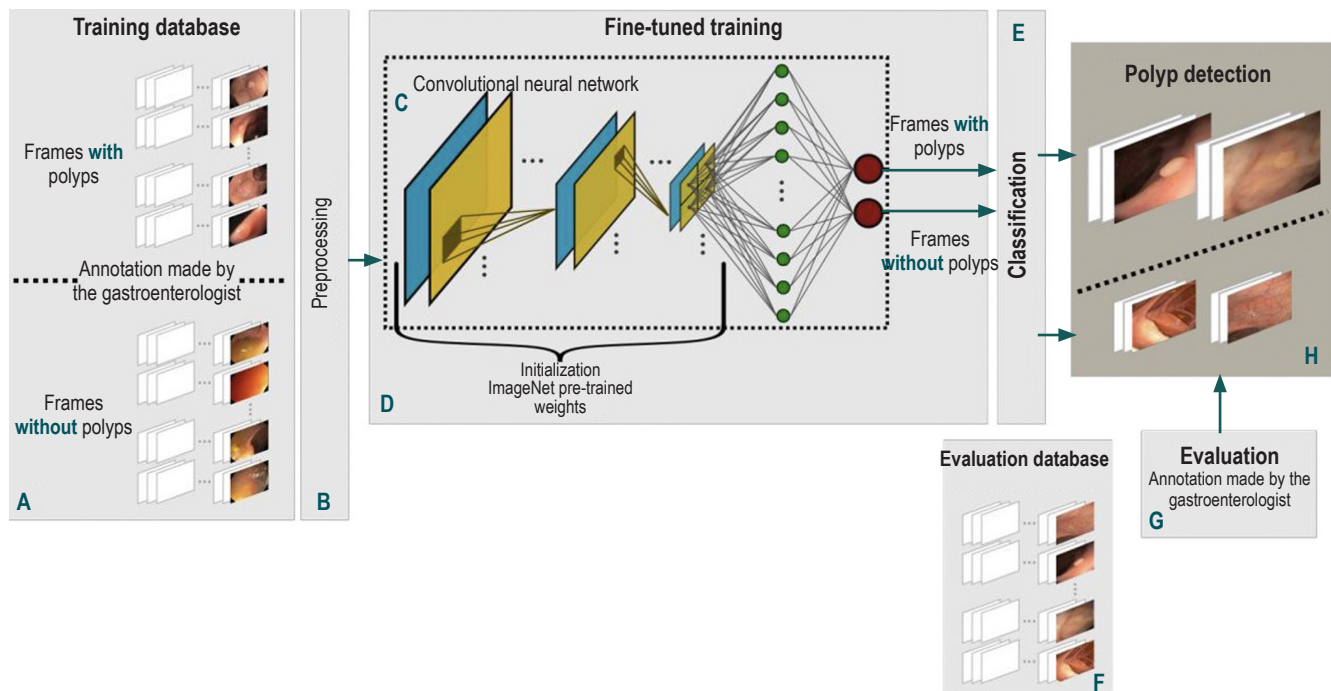 Training database
Frames with
polyps
Annotation made by
the gastroenterologist
Frames
without polyps
A
Preprocessing
B
Fine-tuned training
C
Convolutional neural network
Initialization
ImageNet pre-trained
weights
D
Frames with
polyps
Frames
without polyps
E
Classification
Polyp detection
H
Evaluation
Annotation made by the
gastroenterologist
G
Evaluation database
F